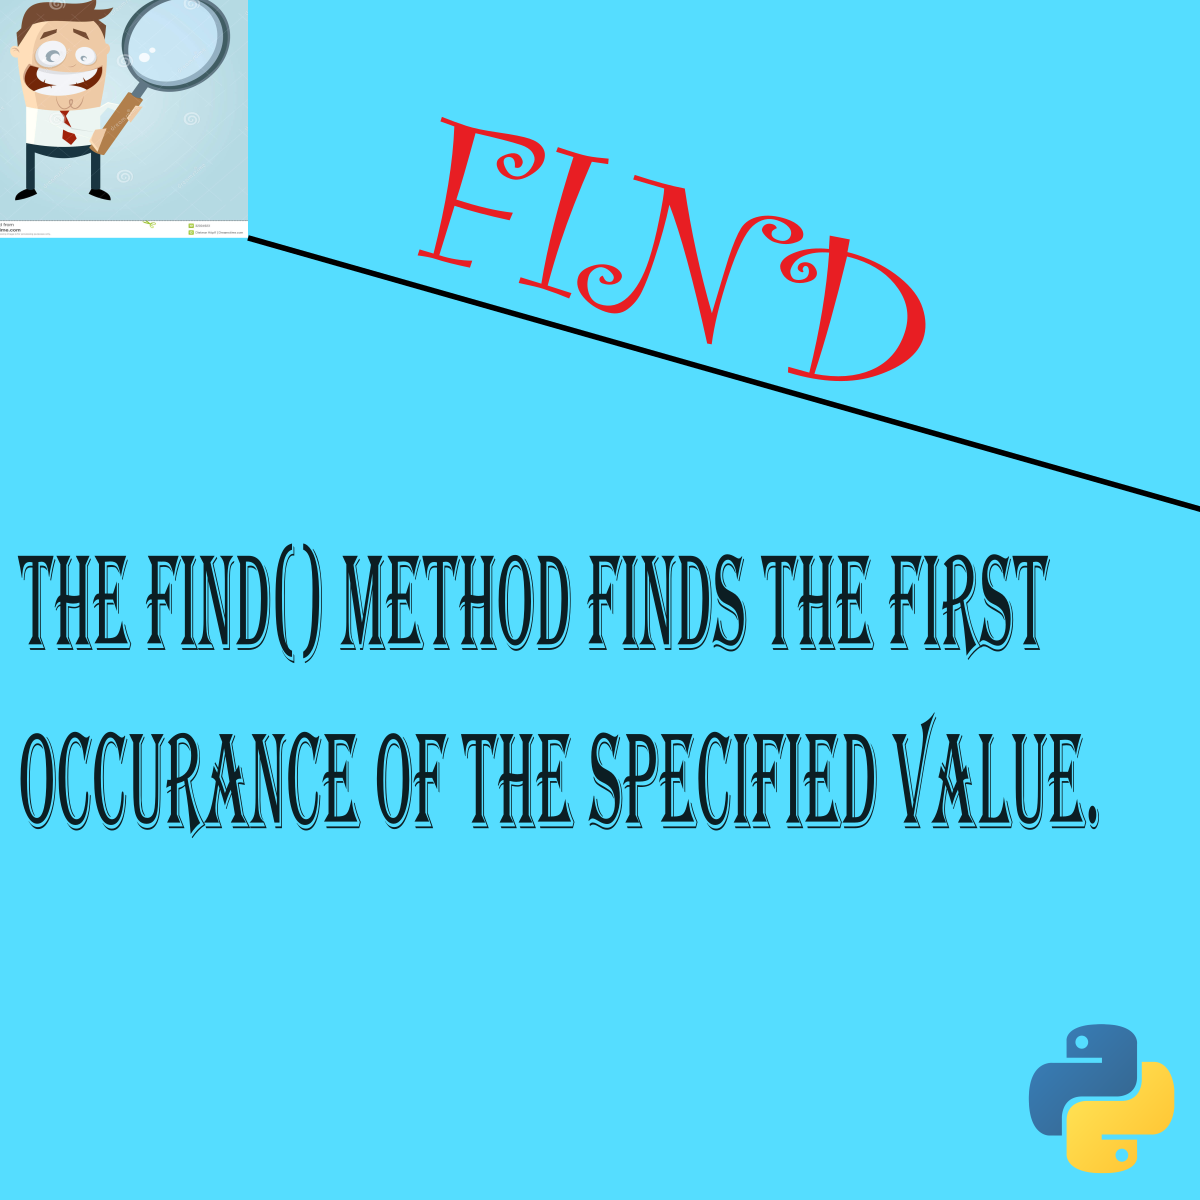 FIND
THE FIND() METHOD FINDS THE FIRST
OCCURANCE OF THE SPECIFIED VALUE.